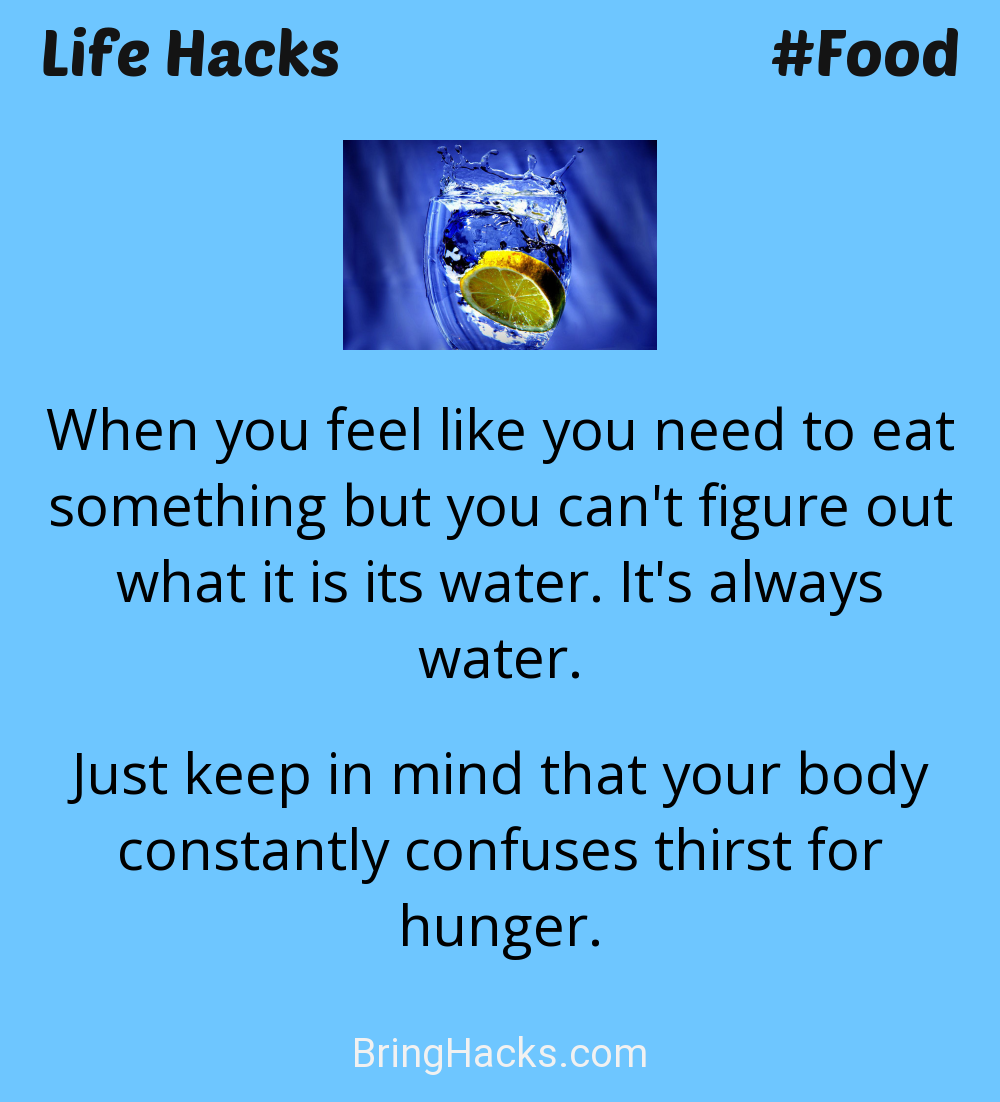 Life Hacks #Food
When you feel like you need to eat
something but you can't figure out
what it is its water. It's always
water.
Just keep in mind that your body
constantly confuses thirst for
hunger.
BringHacks.com